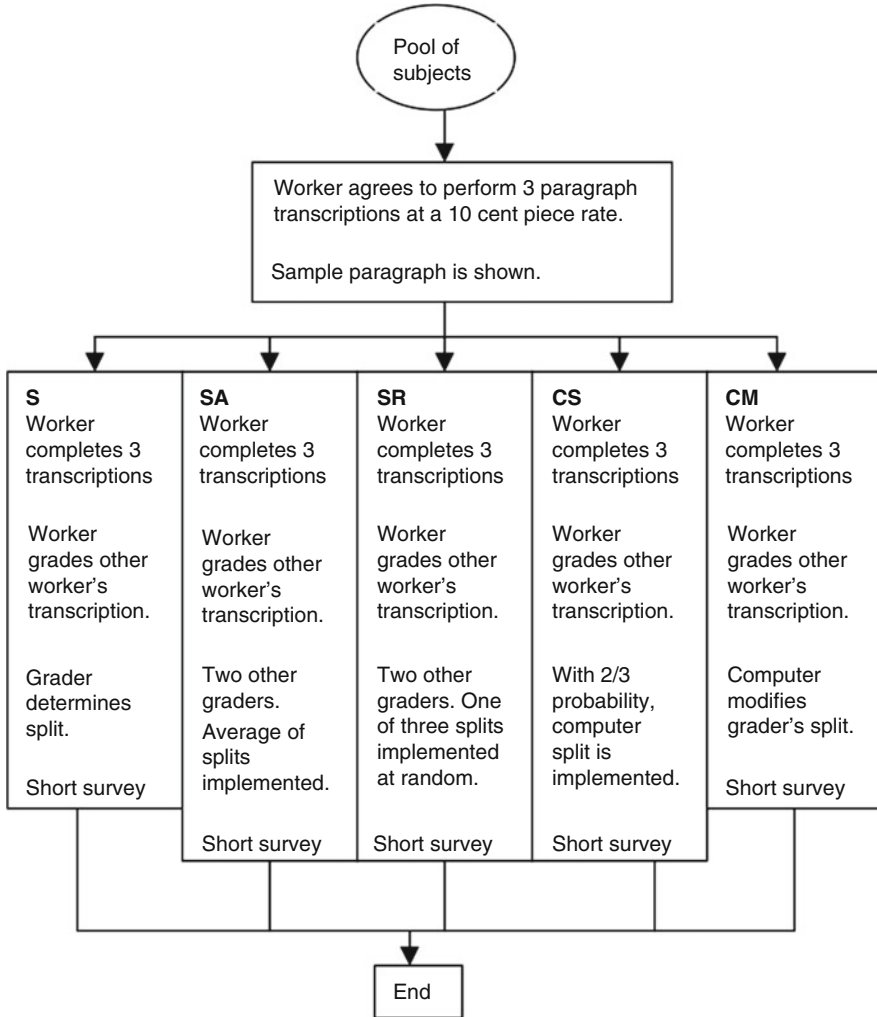 Pool of
subjects
Worker agrees to perform 3 paragraph
transcriptions at a 10 cent piece rate.
Sample paragraph is shown.
S
Worker
completes 3
transcriptions
Worker
grades other
worker's
transcription.
Grader
determines
split.
Short survey
SA
Worker
completes 3
transcriptions
Worker
grades other
worker's
transcription.
Two other
graders.
Average of
splits
implemented.
Short survey
SR
Worker
completes 3
transcriptions
Worker
grades other
worker's
transcription.
Two other
graders. One
of three splits
implemented
at random.
Short survey
CS
Worker
completes 3
transcriptions
Worker
grades other
worker's
transcription.
With 2/3
probability,
computer
split is
implemented.
Short survey
CM
Worker
completes 3
transcriptions
Worker
grades other
worker's
transcription.
Computer
modifies
grader's split.
Short survey
End